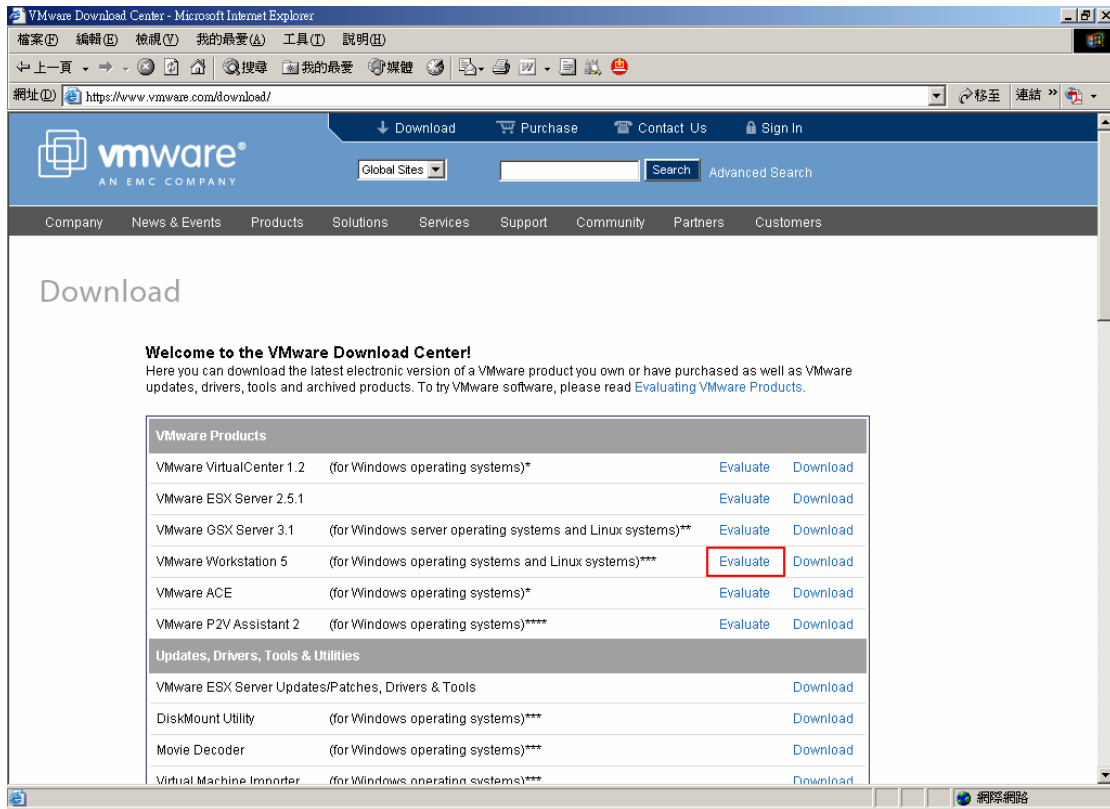 VMware Download Center - Microsoft Internet Explorer
檔案(F) 編輯(E) 檢視(V) 我的最愛(A) 工具(T) 說明(H)
上一頁 搜尋 我的最愛 媒體
網址(D) https://www.vmware.com/download/ 移至 連結 »
Download Purchase Contact Us Sign In
vmware®
AN EMC COMPANY
Global Sites Search Advanced Search
Company News & Events Products Solutions Services Support Community Partners Customers
Download
Welcome to the VMware Download Center!
Here you can download the latest electronic version of a VMware product you own or have purchased as well as VMware
updates, drivers, tools and archived products. To try VMware software, please read Evaluating VMware Products.
VMware Products
VMware VirtualCenter 1.2 (for Windows operating systems)* Evaluate Download
VMware ESX Server 2.5.1 Evaluate Download
VMware GSX Server 3.1 (for Windows server operating systems and Linux systems)** Evaluate Download
VMware Workstation 5 (for Windows operating systems and Linux systems)*** Evaluate Download
VMware ACE (for Windows operating systems)* Evaluate Download
VMware P2V Assistant 2 (for Windows operating systems)**** Evaluate Download
Updates, Drivers, Tools & Utilities
VMware ESX Server Updates/Patches, Drivers & Tools Download
DiskMount Utility (for Windows operating systems)*** Download
Movie Decoder (for Windows operating systems)*** Download
Virtual Machine Importer (for Windows operating systems)*** Download
網際網路